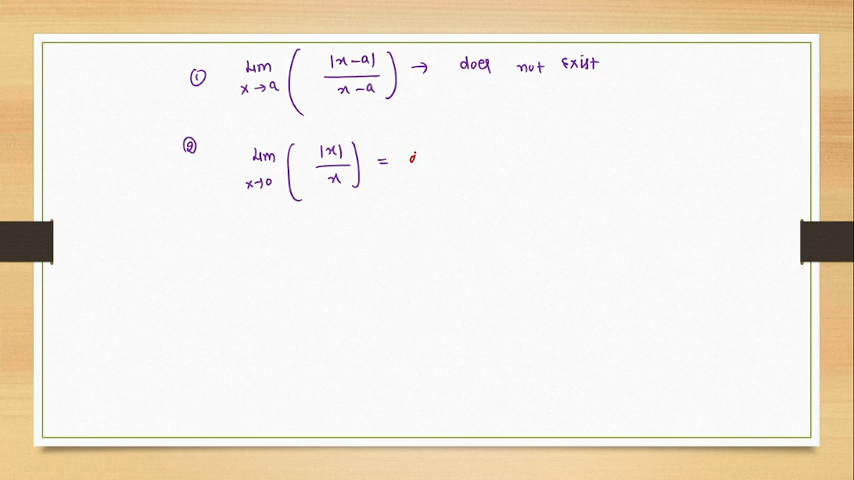 ① lim x→a ( |x-a| / x-a ) → does not exist
② lim x→0 ( |x| / x ) =